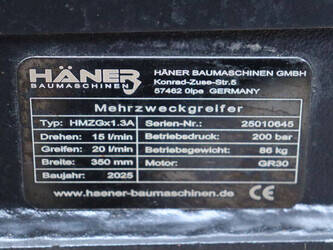 HÄNER BAUMASCHINEN GMBH
HÄNER
Konrad-Zuse-Str.5
BAUMASCHINEN
57462 Olpe GERMANY
Mehrzweckgreifer
Typ: HMZGx1.3A Serien-Nr.: 25010645
Drehen: 15 l/min Betriebsdruck: 200 bar
Greifen: 20 l/min Betriebsgewicht: 86 kg
Breite: 350 mm Motor: GR30
Baujahr: 2025
www.haener-baumaschinen.de CE